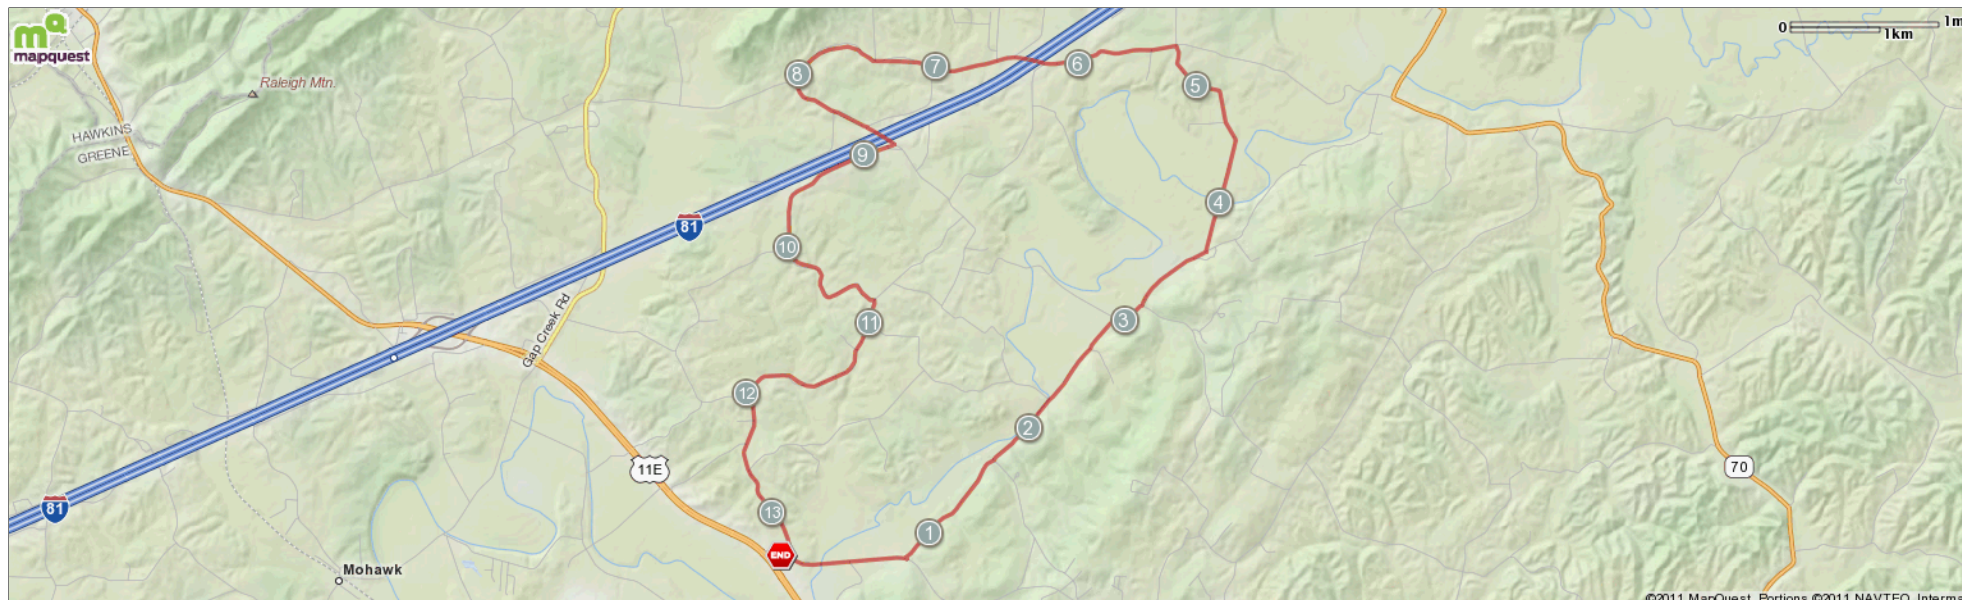 mq
mapquest
Raleigh Mtn.
HAWKINS
GREENE
0
1m
1km
8
7
6
5
9
4
81
10
Gap Creek Rd
11
3
12
2
11E
70
81
13
1
END
Mohawk
©2011 MapQuest Portions ©2011 NAVTEQ, Interma